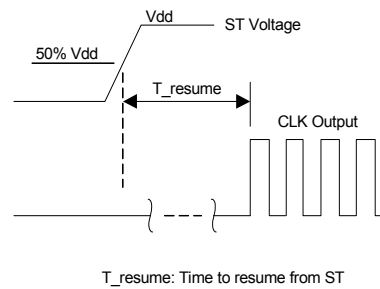 Vdd
ST Voltage
50% Vdd
T_resume
CLK Output
T_resume: Time to resume from ST